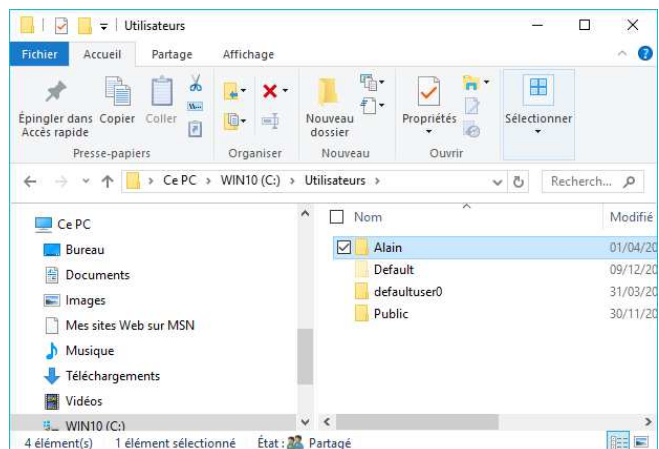 Utilisateurs
Fichier Accueil Partage Affichage
Épingler dans Accès rapide
Copier
Coller
Presse-papiers
Organiser
Nouveau dossier
Nouveau
Propriétés
Ouvrir
Sélectionner
Ce PC > WIN10 (C:) > Utilisateurs >
Recherch...
Ce PC
Bureau
Documents
Images
Mes sites Web sur MSN
Musique
Téléchargements
Vidéos
WIN10 (C:)
Nom Modifié
Alain 01/04/20
Default 09/12/20
defaultuser0 31/03/20
Public 30/11/20
4 élément(s) 1 élément sélectionné État : Partagé